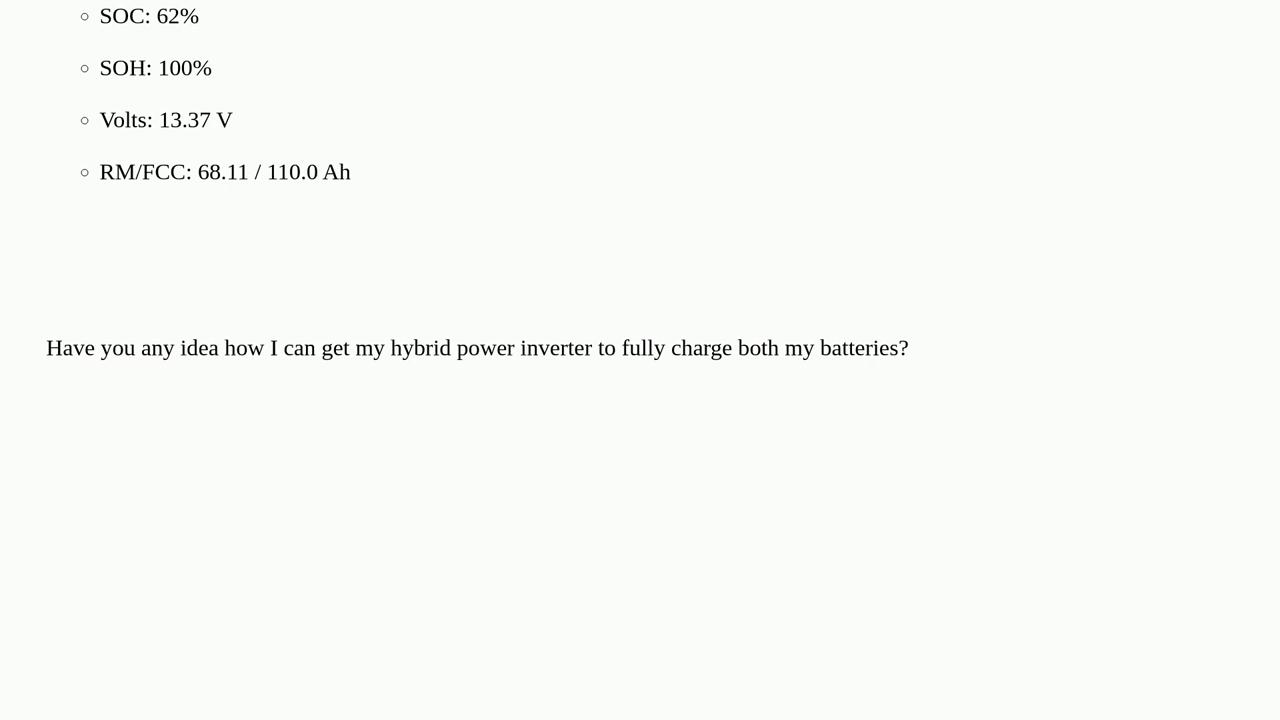 SOC: 62%
SOH: 100%
Volts: 13.37 V
RM/FCC: 68.11 / 110.0 Ah
Have you any idea how I can get my hybrid power inverter to fully charge both my batteries?